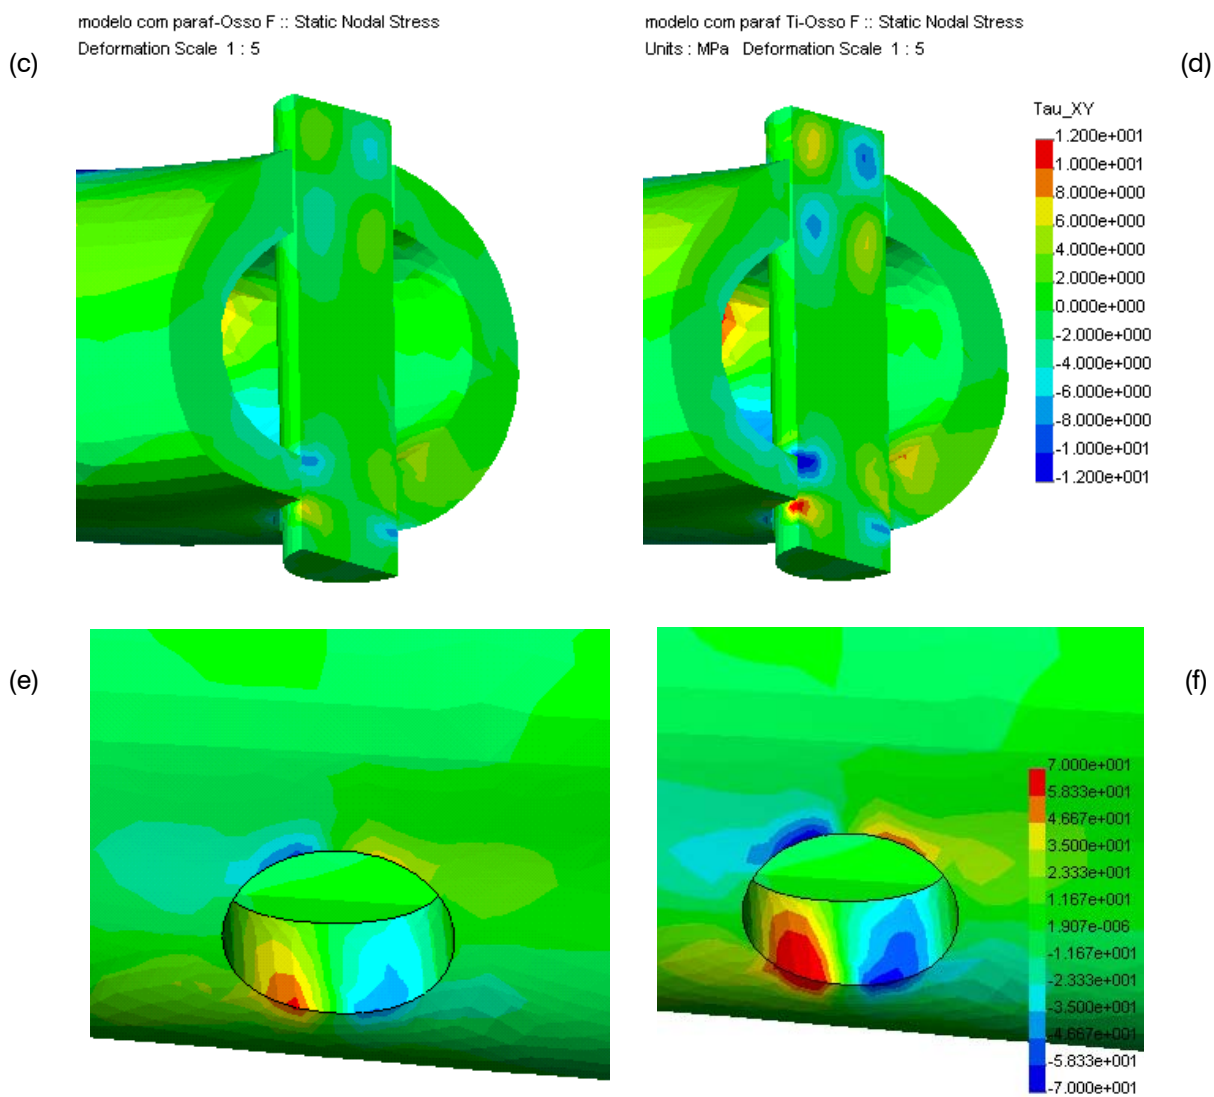 modelo com paraf-Osso F :: Static Nodal Stress
Deformation Scale 1 : 5
modelo com paraf Ti-Osso F :: Static Nodal Stress
Units : MPa Deformation Scale 1 : 5
(c)
(d)
Tau_XY
1.200e+001
1.000e+001
8.000e+000
6.000e+000
4.000e+000
2.000e+000
0.000e+000
-2.000e+000
-4.000e+000
-6.000e+000
-8.000e+000
-1.000e+001
-1.200e+001
(e)
(f)
7.000e+001
5.833e+001
4.667e+001
3.500e+001
2.333e+001
1.167e+001
1.907e-006
-1.167e+001
-2.333e+001
-3.500e+001
-4.667e+001
-5.833e+001
-7.000e+001